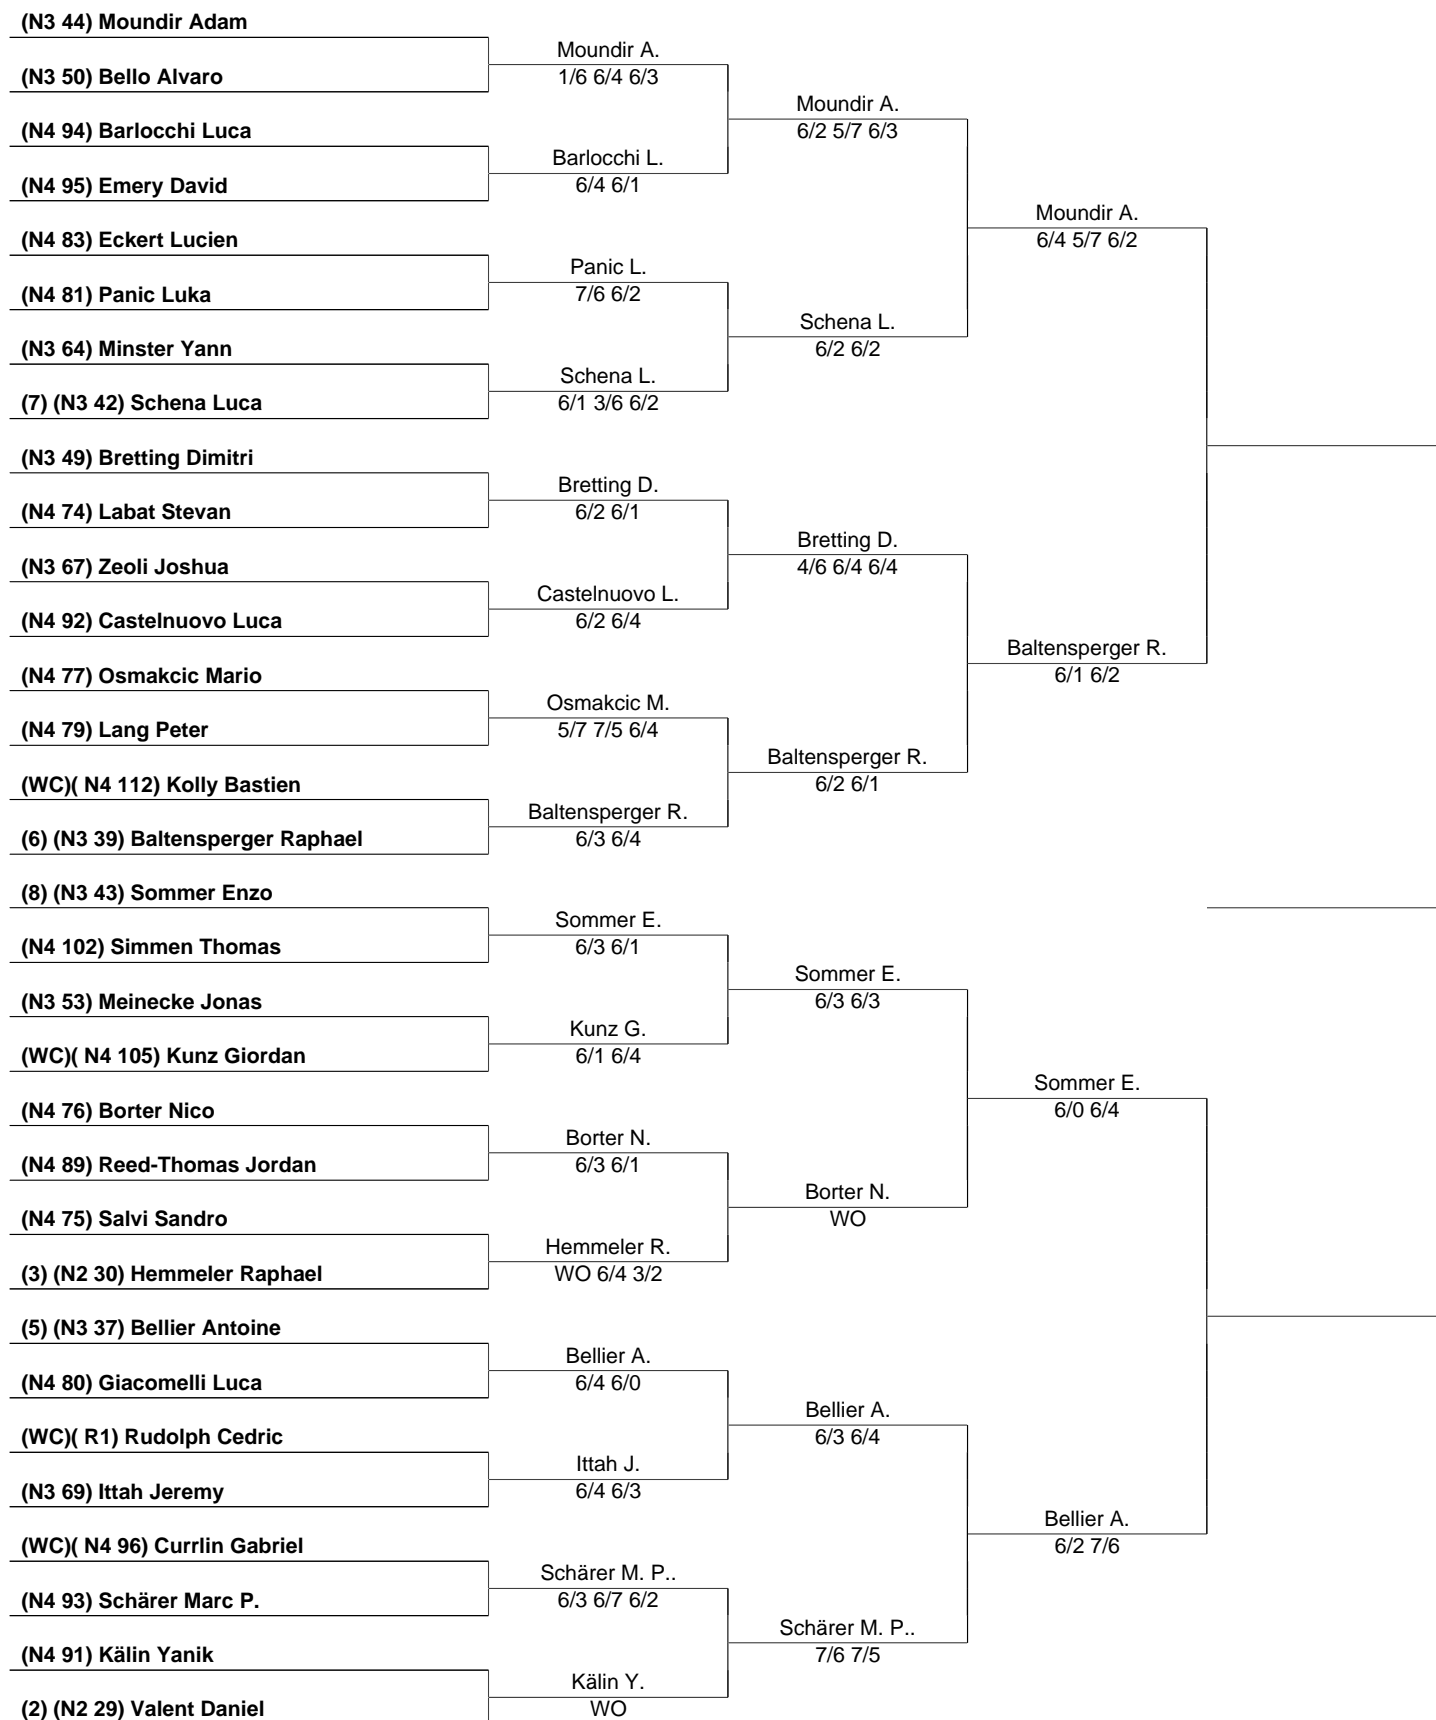 (N3 44) Moundir Adam
Moundir A.
(N3 50) Bello Alvaro
1/6 6/4 6/3
Moundir A.
(N4 94) Barlocchi Luca
6/2 5/7 6/3
Barlocchi L.
(N4 95) Emery David
6/4 6/1
Moundir A.
(N4 83) Eckert Lucien
6/4 5/7 6/2
Panic L.
(N4 81) Panic Luka
7/6 6/2
Schena L.
(N3 64) Minster Yann
6/2 6/2
Schena L.
(7) (N3 42) Schena Luca
6/1 3/6 6/2
(N3 49) Bretting Dimitri
Bretting D.
(N4 74) Labat Stevan
6/2 6/1
Bretting D.
(N3 67) Zeoli Joshua
4/6 6/4 6/4
Castelnuovo L.
(N4 92) Castelnuovo Luca
6/2 6/4
Baltensperger R.
(N4 77) Osmakcic Mario
6/1 6/2
Osmakcic M.
(N4 79) Lang Peter
5/7 7/5 6/4
Baltensperger R.
(WC)( N4 112) Kolly Bastien
6/2 6/1
Baltensperger R.
(6) (N3 39) Baltensperger Raphael
6/3 6/4
(8) (N3 43) Sommer Enzo
Sommer E.
(N4 102) Simmen Thomas
6/3 6/1
Sommer E.
(N3 53) Meinecke Jonas
6/3 6/3
Kunz G.
(WC)( N4 105) Kunz Giordan
6/1 6/4
Sommer E.
(N4 76) Borter Nico
6/0 6/4
Borter N.
(N4 89) Reed-Thomas Jordan
6/3 6/1
Borter N.
(N4 75) Salvi Sandro
WO
Hemmeler R.
(3) (N2 30) Hemmeler Raphael
WO 6/4 3/2
(5) (N3 37) Bellier Antoine
Bellier A.
(N4 80) Giacomelli Luca
6/4 6/0
Bellier A.
(WC)( R1) Rudolph Cedric
6/3 6/4
Ittah J.
(N3 69) Ittah Jeremy
6/4 6/3
Bellier A.
(WC)( N4 96) Currlin Gabriel
6/2 7/6
Schärer M. P..
(N4 93) Schärer Marc P.
6/3 6/7 6/2
Schärer M. P..
(N4 91) Kälin Yanik
7/6 7/5
Kälin Y.
(2) (N2 29) Valent Daniel
WO